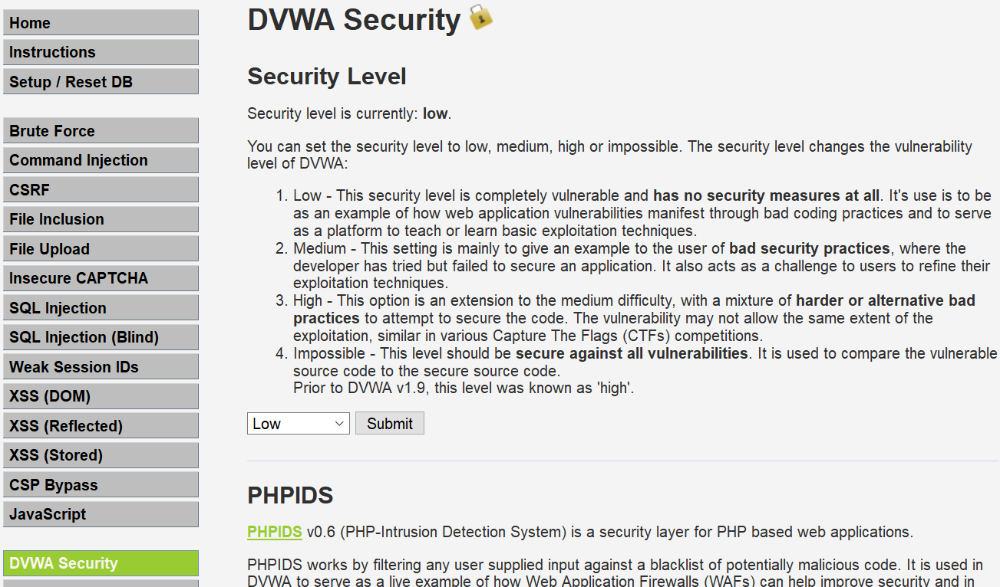 Home
Instructions
Setup / Reset DB
Brute Force
Command Injection
CSRF
File Inclusion
File Upload
Insecure CAPTCHA
SQL Injection
SQL Injection (Blind)
Weak Session IDs
XSS (DOM)
XSS (Reflected)
XSS (Stored)
CSP Bypass
JavaScript
DVWA Security
DVWA Security
Security Level
Security level is currently: low.
You can set the security level to low, medium, high or impossible. The security level changes the vulnerability
level of DVWA:
1. Low - This security level is completely vulnerable and has no security measures at all. It's use is to be
as an example of how web application vulnerabilities manifest through bad coding practices and to serve
as a platform to teach or learn basic exploitation techniques.
2. Medium - This setting is mainly to give an example to the user of bad security practices, where the
developer has tried but failed to secure an application. It also acts as a challenge to users to refine their
exploitation techniques.
3. High - This option is an extension to the medium difficulty, with a mixture of harder or alternative bad
practices to attempt to secure the code. The vulnerability may not allow the same extent of the
exploitation, similar in various Capture The Flags (CTFs) competitions.
4. Impossible - This level should be secure against all vulnerabilities. It is used to compare the vulnerable
source code to the secure source code.
Prior to DVWA v1.9, this level was known as 'high'.
Low
Submit
PHPIDS
PHPIDS v0.6 (PHP-Intrusion Detection System) is a security layer for PHP based web applications.
PHPIDS works by filtering any user supplied input against a blacklist of potentially malicious code. It is used in
DVWA to serve as a live example of how Web Application Firewalls (WAFs) can help improve security and in